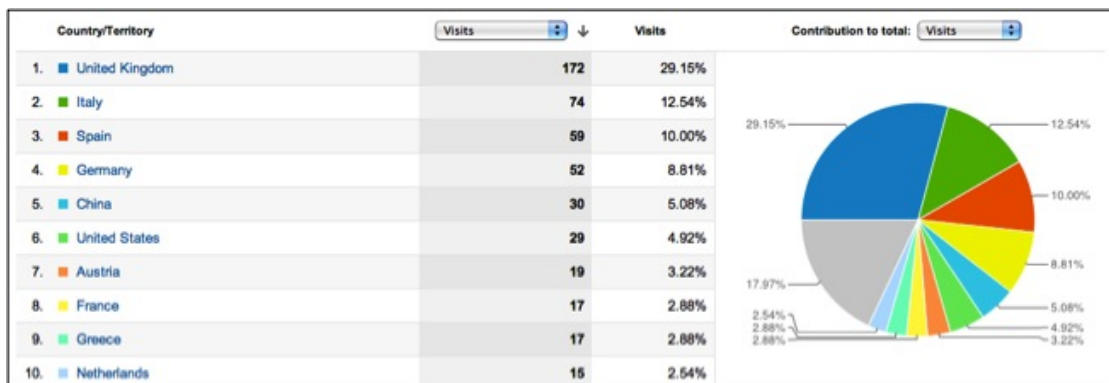 Country/Territory Visits ↓ Visits Contribution to total: Visits
1. United Kingdom 172 29.15%
2. Italy 74 12.54%
3. Spain 59 10.00%
4. Germany 52 8.81%
5. China 30 5.08%
6. United States 29 4.92%
7. Austria 19 3.22%
8. France 17 2.88%
9. Greece 17 2.88%
10. Netherlands 15 2.54%
29.15% 12.54%
10.00%
8.81%
17.97%
5.08%
2.54%
4.92%
2.88%
2.88% 3.22%